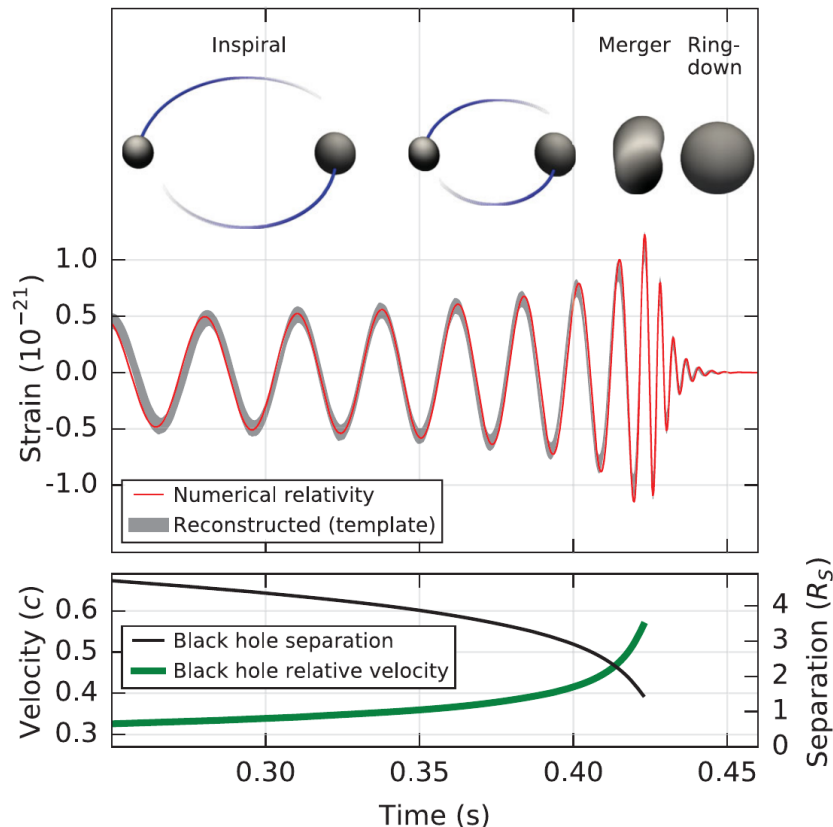 Inspiral
Merger
Ring-
down
Strain (10⁻²¹)
1.0
0.5
0.0
-0.5
-1.0
Numerical relativity
Reconstructed (template)
Velocity (c)
0.6
0.5
0.4
0.3
Black hole separation
Black hole relative velocity
4
3
2
1
0
Separation (R_S)
0.30 0.35 0.40 0.45
Time (s)